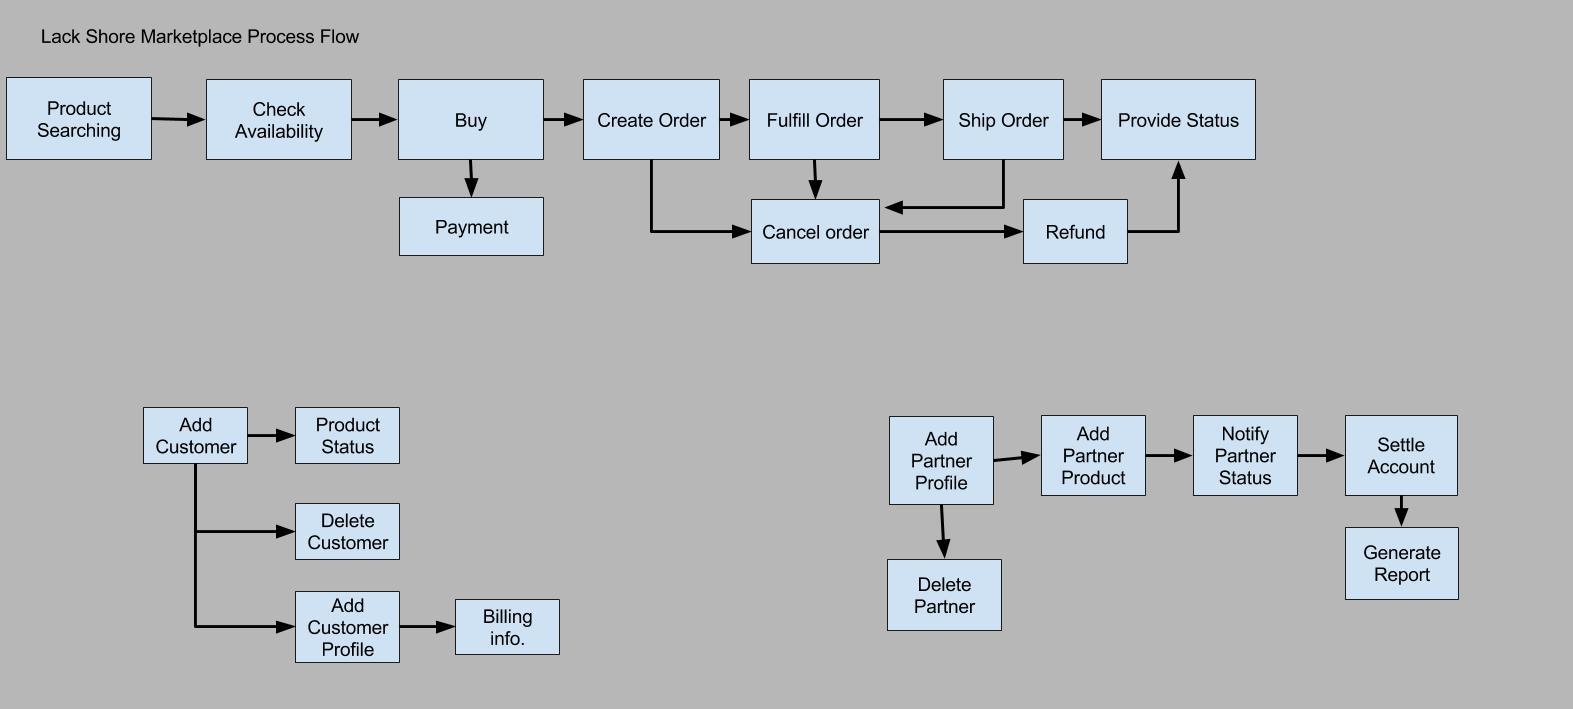 Lack Shore Marketplace Process Flow
Product
Searching
Check
Availability
Buy
Create Order
Fulfill Order
Ship Order
Provide Status
Payment
Cancel order
Refund
Add
Customer
Product
Status
Delete
Customer
Add
Customer
Profile
Billing
info.
Add
Partner
Profile
Add
Partner
Product
Notify
Partner
Status
Settle
Account
Delete
Partner
Generate
Report